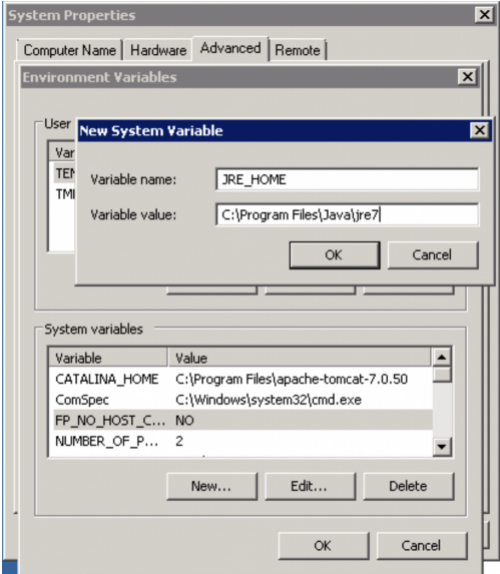 System Properties
Computer Name Hardware Advanced Remote
Environment Variables
User
New System Variable
Var
TEM
TMI
Variable name: JRE_HOME
Variable value: C:\Program Files\Java\jre7
OK Cancel
System variables
Variable Value
CATALINA_HOME C:\Program Files\apache-tomcat-7.0.50
ComSpec C:\Windows\system32\cmd.exe
FP_NO_HOST_C... NO
NUMBER_OF_P... 2
New... Edit... Delete
OK Cancel